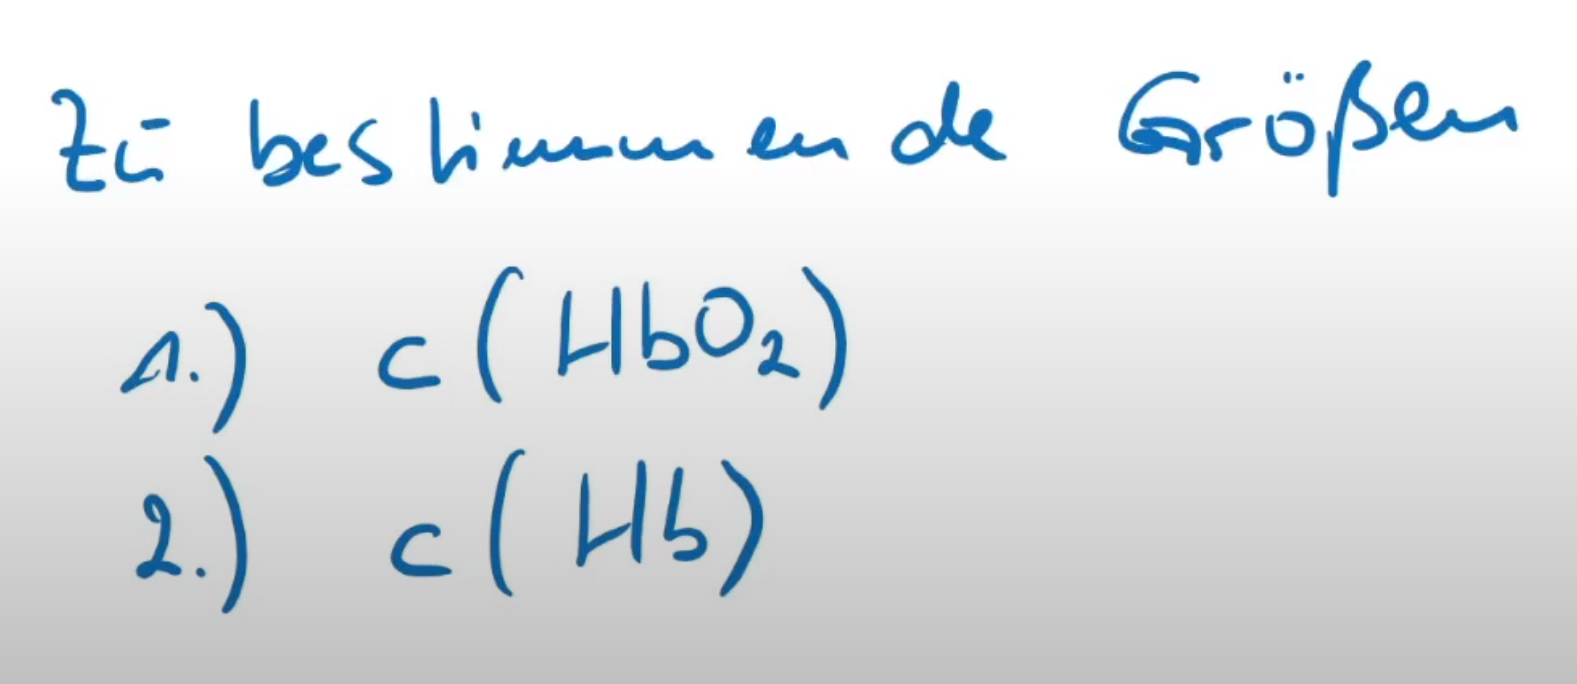 Zu bestimmende Größen
1.) c(HbO₂)
2.) c(Hb)